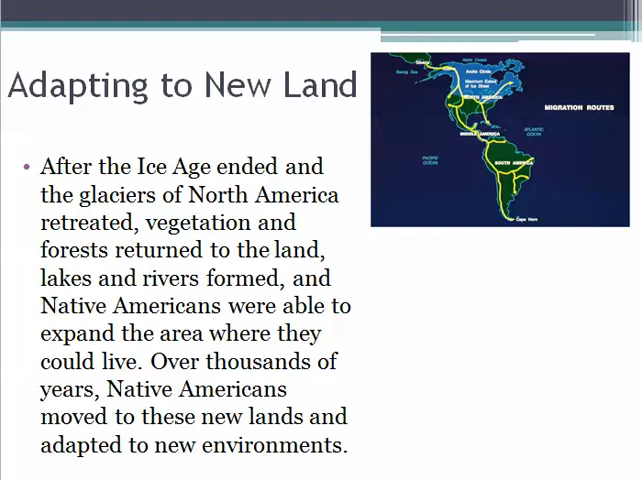 Adapting to New Land
• After the Ice Age ended and
the glaciers of North America
retreated, vegetation and
forests returned to the land,
lakes and rivers formed, and
Native Americans were able to
expand the area where they
could live. Over thousands of
years, Native Americans
moved to these new lands and
adapted to new environments.
Arctic Ocean
Siberia
Bering Sea
Arctic Circle
Maximum Extent
of Ice Sheet
NORTH AMERICA
MIGRATION ROUTES
ATLANTIC
OCEAN
MIDDLE AMERICA
PACIFIC
OCEAN
SOUTH AMERICA
Cape Horn